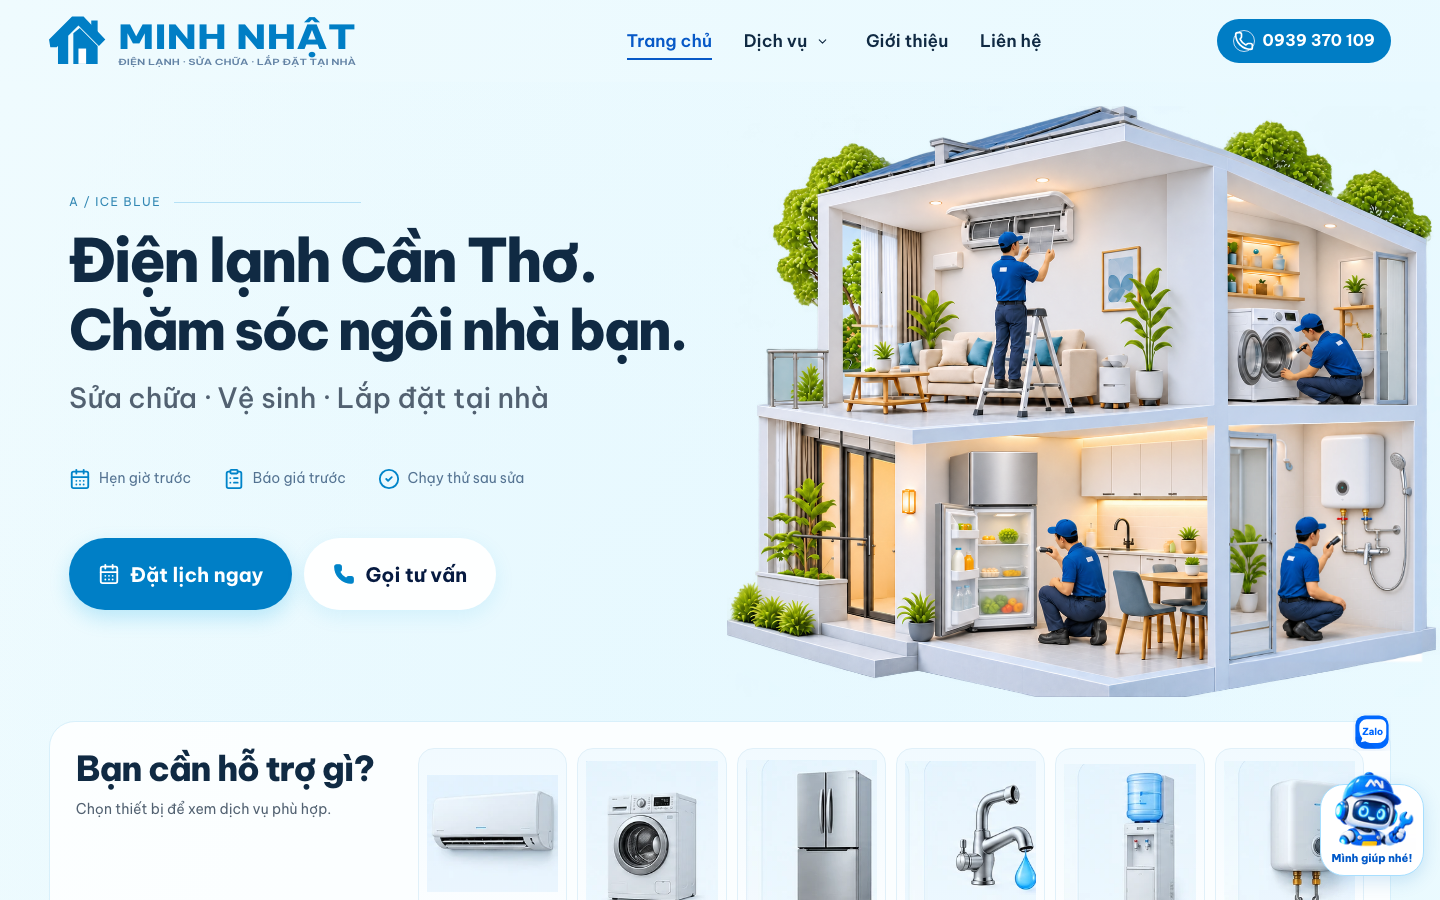 MINH NHẬT
ĐIỆN LẠNH · SỬA CHỮA · LẮP ĐẶT TẠI NHÀ
Trang chủ
Dịch vụ
Giới thiệu
Liên hệ
0939 370 109
A / ICE BLUE
Điện lạnh Cần Thơ.
Chăm sóc ngôi nhà bạn.
Sửa chữa · Vệ sinh · Lắp đặt tại nhà
Hẹn giờ trước
Báo giá trước
Chạy thử sau sửa
Đặt lịch ngay
Gọi tư vấn
Bạn cần hỗ trợ gì?
Chọn thiết bị để xem dịch vụ phù hợp.
Zalo
Mình giúp nhé!